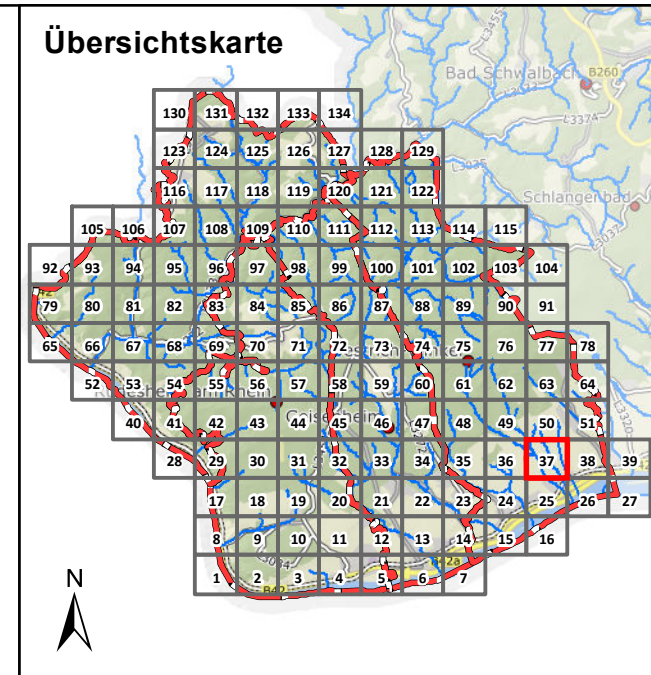 Übersichtskarte
Bad Schwalbach
B260
L3374
L3035
Schlangenbad
L3037
130 131 132 133 134
123 124 125 126 127 128 129
116 117 118 119 120 121 122
105 106 107 108 109 110 111 112 113 114 115
92 93 94 95 96 97 98 99 100 101 102 103 104
79 80 81 82 83 84 85 86 87 88 89 90 91
65 66 67 68 69 70 71 72 73 74 75 76 77 78
52 53 54 55 56 57 58 59 60 61 62 63 64
40 41 42 43 44 45 46 47 48 49 50 51
Geisenheim
L3320
28 29 30 31 32 33 34 35 36 37 38 39
17 18 19 20 21 22 23 24 25 26 27
8 9 10 11 12 13 14 15 16
L3034
B42a
1 2 3 4 5 6 7
B42
N